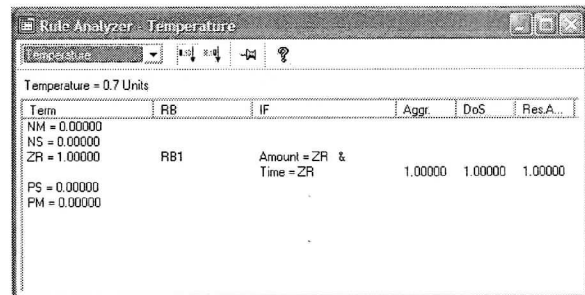 Rule Analyzer - Temperature
Temperature
Temperature = 0.7 Units
Term RB IF Aggr. DoS Res.A...
NM = 0.00000
NS = 0.00000
ZR = 1.00000 RB1 Amount = ZR &
Time = ZR 1.00000 1.00000 1.00000
PS = 0.00000
PM = 0.00000